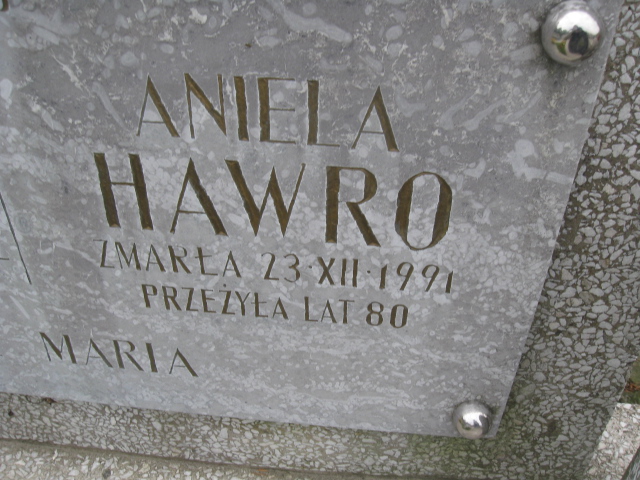 ANIELA
HAWRO
ZMARŁA 23·XII·1991
PRZEŻYŁA LAT 80
MARIA